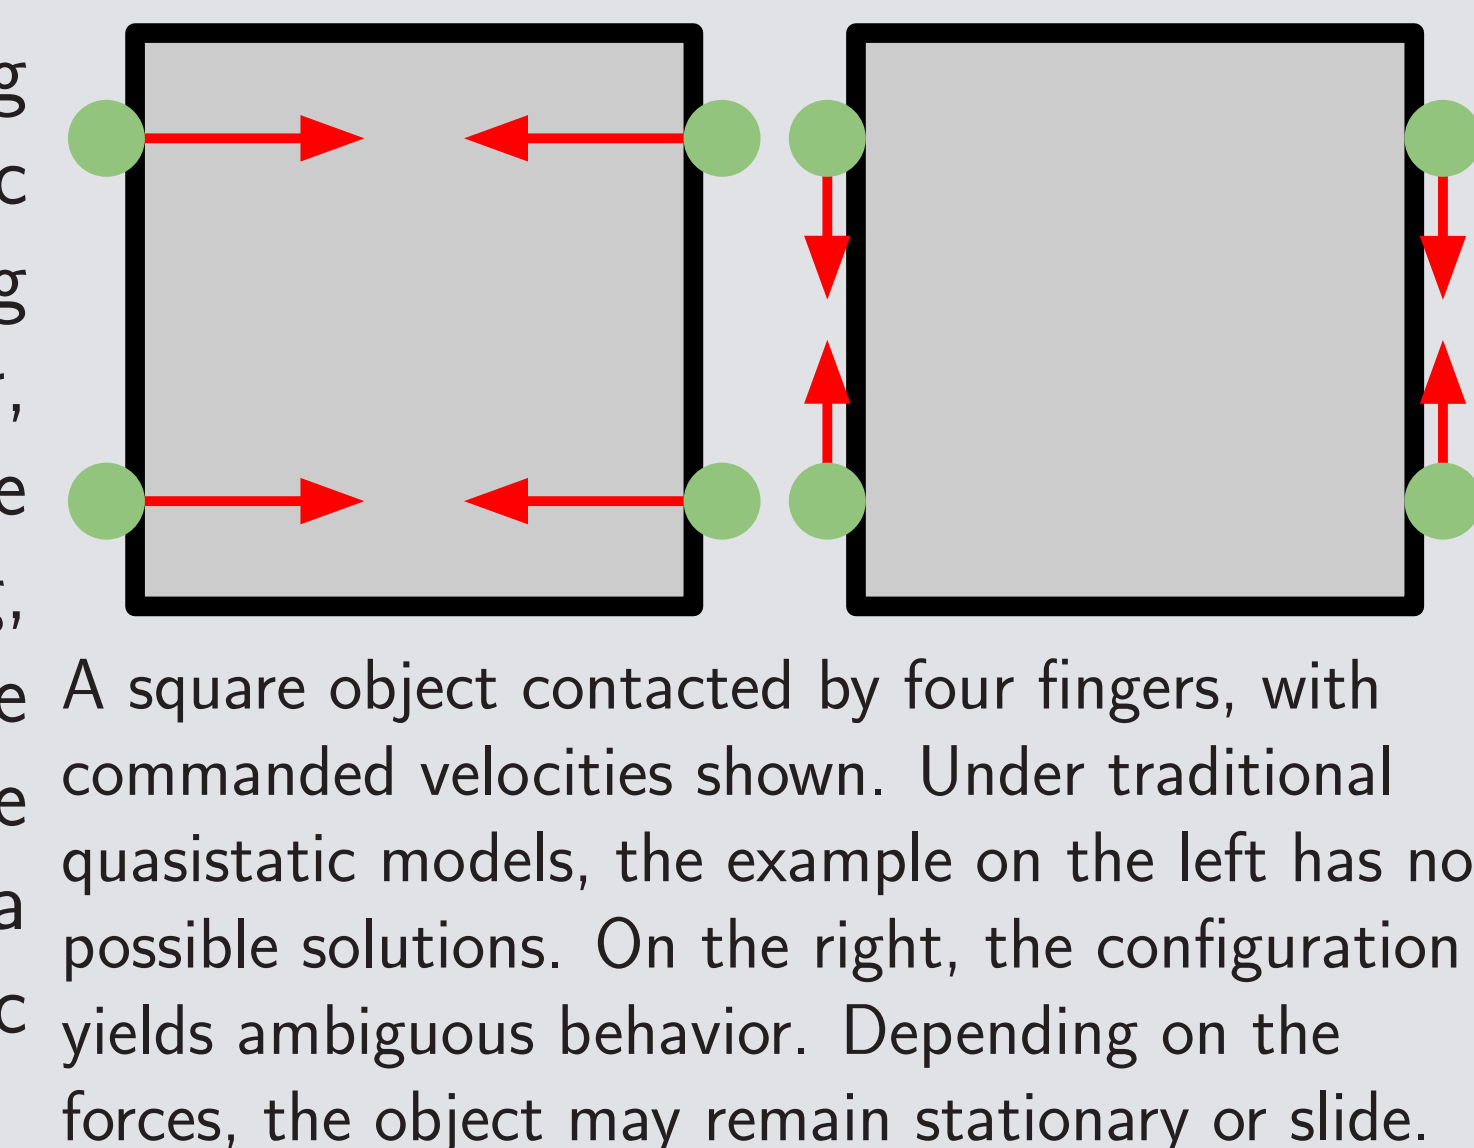 g
c
g
r,
e
g,
e
e
a
c
A square object contacted by four fingers, with
commanded velocities shown. Under traditional
quasistatic models, the example on the left has no
possible solutions. On the right, the configuration
yields ambiguous behavior. Depending on the
forces, the object may remain stationary or slide.